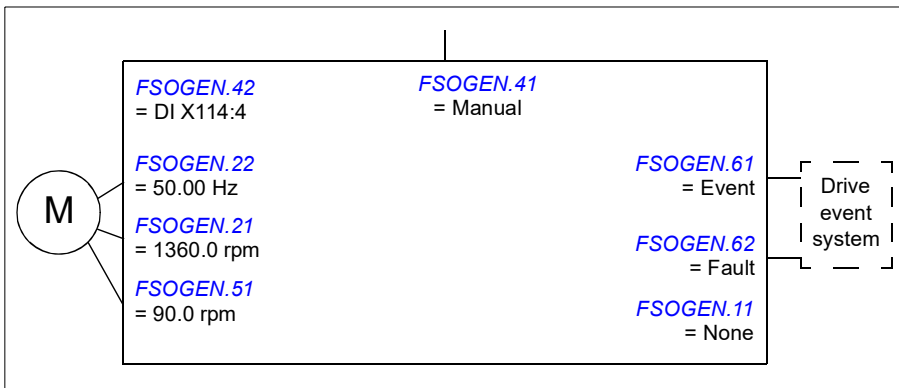 FSOGEN.42
= DI X114:4
FSOGEN.41
= Manual
FSOGEN.22
= 50.00 Hz
FSOGEN.21
= 1360.0 rpm
FSOGEN.51
= 90.0 rpm
M
FSOGEN.61
= Event
FSOGEN.62
= Fault
FSOGEN.11
= None
Drive
event
system